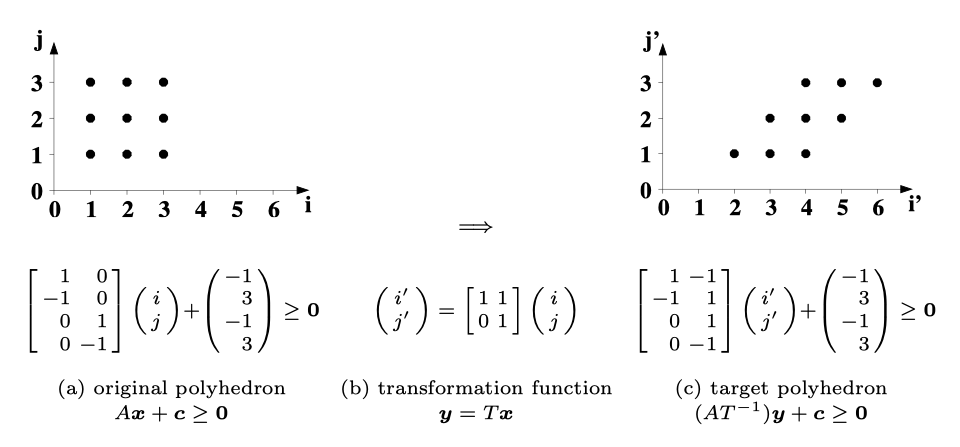 j
3
2
1
0
0 1 2 3 4 5 6 i
j'
3
2
1
0
0 1 2 3 4 5 6 i'
⟹
[ 1 0 ] ( −1 )
[ −1 0 ] ( i ) ( 3 )
[ 0 1 ] ( j ) + ( −1 ) ≥ 0
[ 0 −1 ] ( 3 )
( i′ ) = [ 1 1 ] ( i )
( j′ ) [ 0 1 ] ( j )
[ 1 −1 ] ( −1 )
[ −1 1 ] ( i′ ) ( 3 )
[ 0 1 ] ( j′ ) + ( −1 ) ≥ 0
[ 0 −1 ] ( 3 )
(a) original polyhedron
Ax + c ≥ 0
(b) transformation function
y = Tx
(c) target polyhedron
(AT⁻¹)y + c ≥ 0